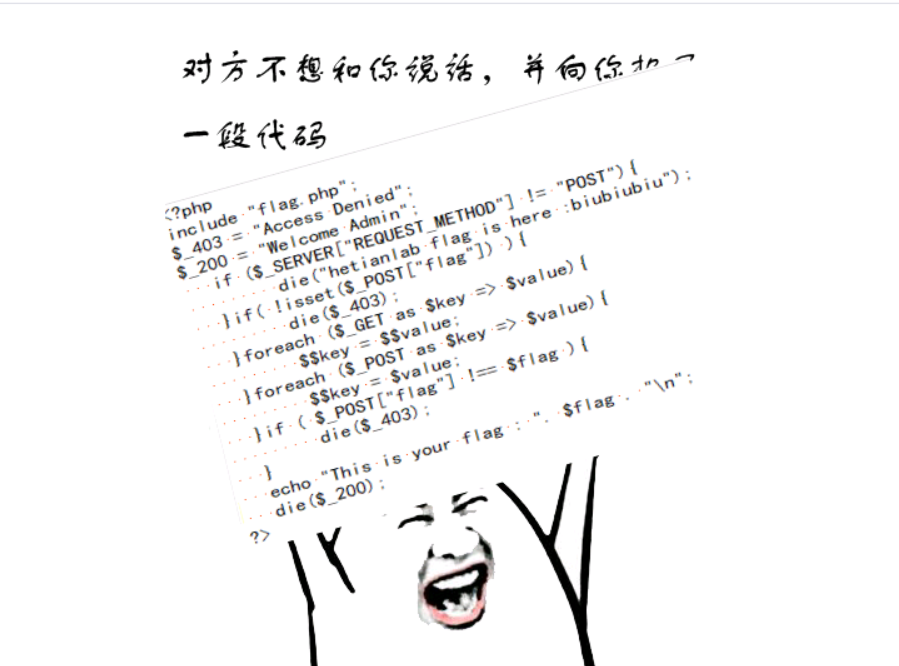 对方不想和你说话，并向你扔了
一段代码
<?php
include "flag.php";
$_403 = "Access Denied";
$_200 = "Welcome Admin";
if ($_SERVER["REQUEST_METHOD"] != "POST") {
die("hetianlab flag is here :biubiubiu");
}if( !isset($_POST["flag"]) ) {
die($_403);
}foreach ($_GET as $key => $value) {
$$key = $$value;
}foreach ($_POST as $key => $value) {
$$key = $value;
}if ( $_POST["flag"] !== $flag ) {
die($_403);
}
echo "This is your flag : ". $flag . "\n";
die($_200);
?>